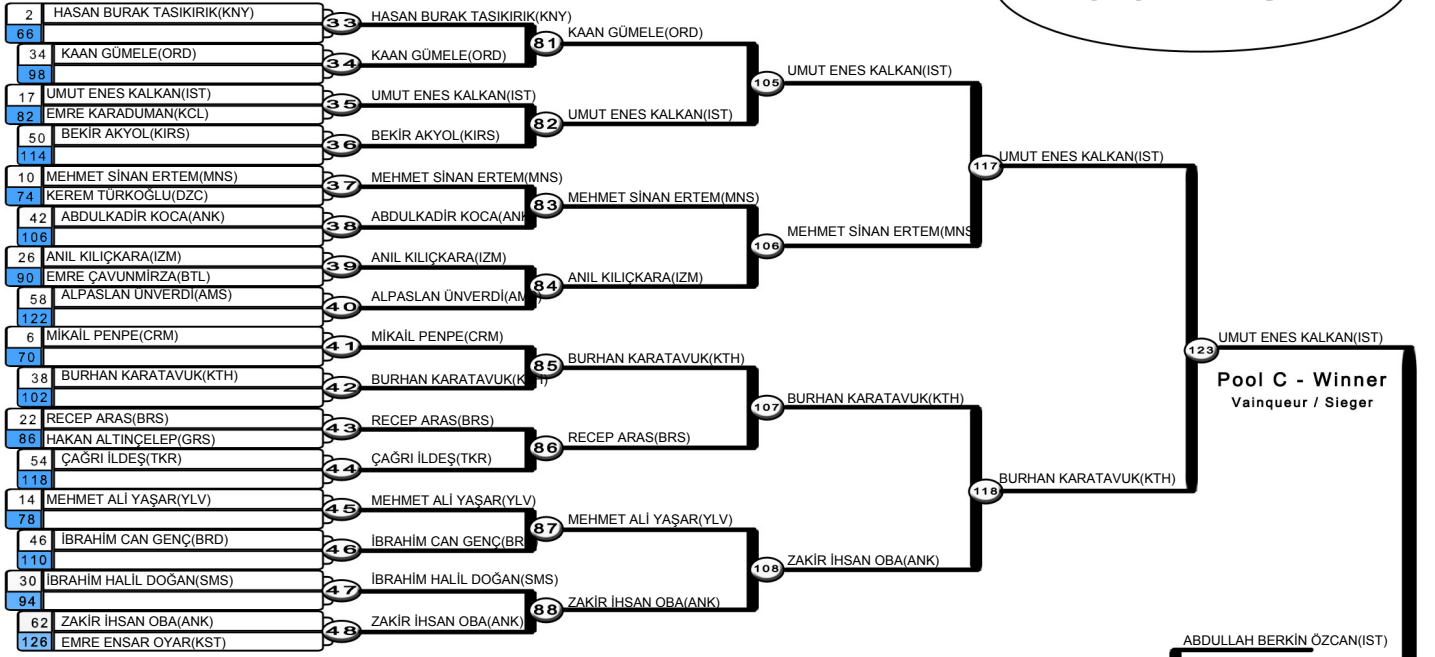 2 HASAN BURAK TASIKIRIK(KNY)
66
33 HASAN BURAK TASIKIRIK(KNY)
34 KAAN GÜMELE(ORD)
98
34 KAAN GÜMELE(ORD)
81 KAAN GÜMELE(ORD)
17 UMUT ENES KALKAN(IST)
82 EMRE KARADUMAN(KCL)
35 UMUT ENES KALKAN(IST)
50 BEKİR AKYOL(KIRS)
114
36 BEKİR AKYOL(KIRS)
82 UMUT ENES KALKAN(IST)
105 UMUT ENES KALKAN(IST)
10 MEHMET SİNAN ERTEM(MNS)
74 KEREM TÜRKOĞLU(DZC)
37 MEHMET SİNAN ERTEM(MNS)
42 ABDULKADİR KOCA(ANK)
106
38 ABDULKADİR KOCA(ANK
83 MEHMET SİNAN ERTEM(MNS)
26 ANIL KILIÇKARA(IZM)
90 EMRE ÇAVUNMİRZA(BTL)
39 ANIL KILIÇKARA(IZM)
58 ALPASLAN ÜNVERDİ(AMS)
122
40 ALPASLAN ÜNVERDİ(AM
84 ANIL KILIÇKARA(IZM)
106 MEHMET SİNAN ERTEM(MNS
117 UMUT ENES KALKAN(IST)
6 MİKAİL PENPE(CRM)
70
41 MİKAİL PENPE(CRM)
38 BURHAN KARATAVUK(KTH)
102
42 BURHAN KARATAVUK(KTH)
85 BURHAN KARATAVUK(KTH)
22 RECEP ARAS(BRS)
86 HAKAN ALTINÇELEP(GRS)
43 RECEP ARAS(BRS)
54 ÇAĞRI İLDEŞ(TKR)
118
44 ÇAĞRI İLDEŞ(TKR)
86 RECEP ARAS(BRS)
107 BURHAN KARATAVUK(KTH)
14 MEHMET ALİ YAŞAR(YLV)
78
45 MEHMET ALİ YAŞAR(YLV)
46 İBRAHİM CAN GENÇ(BRD)
110
46 İBRAHİM CAN GENÇ(BR
87 MEHMET ALİ YAŞAR(YLV)
30 İBRAHİM HALİL DOĞAN(SMS)
94
47 İBRAHİM HALİL DOĞAN(SMS)
62 ZAKİR İHSAN OBA(ANK)
126 EMRE ENSAR OYAR(KST)
48 ZAKİR İHSAN OBA(ANK)
88 ZAKİR İHSAN OBA(ANK)
108 ZAKİR İHSAN OBA(ANK)
118 BURHAN KARATAVUK(KTH)
123 UMUT ENES KALKAN(IST)
Pool C - Winner
Vainqueur / Sieger
ABDULLAH BERKİN ÖZCAN(IST)